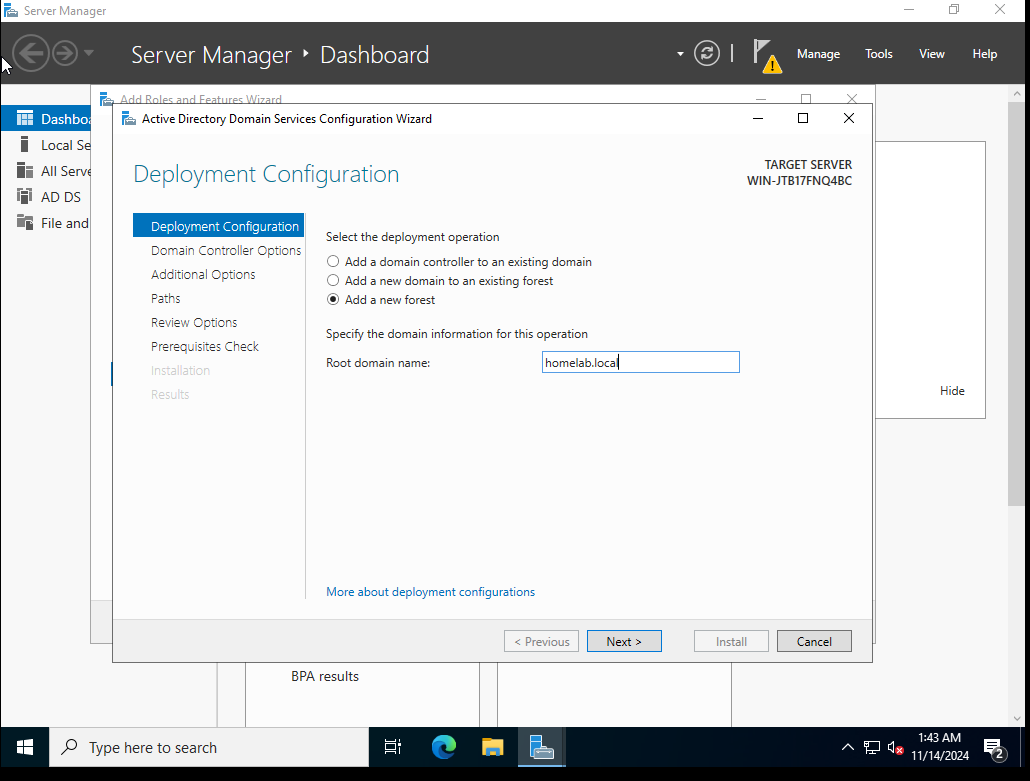 Server Manager
Server Manager Dashboard
Manage Tools View Help
Add Roles and Features Wizard
Dashboa
Local Se
All Serve
AD DS
File and
Active Directory Domain Services Configuration Wizard
Deployment Configuration
TARGET SERVER
WIN-JTB17FNQ4BC
Deployment Configuration
Domain Controller Options
Additional Options
Paths
Review Options
Prerequisites Check
Installation
Results
Select the deployment operation
Add a domain controller to an existing domain
Add a new domain to an existing forest
Add a new forest
Specify the domain information for this operation
Root domain name: homelab.local
More about deployment configurations
< Previous Next > Install Cancel
Hide
BPA results
Type here to search
1:43 AM
11/14/2024
2